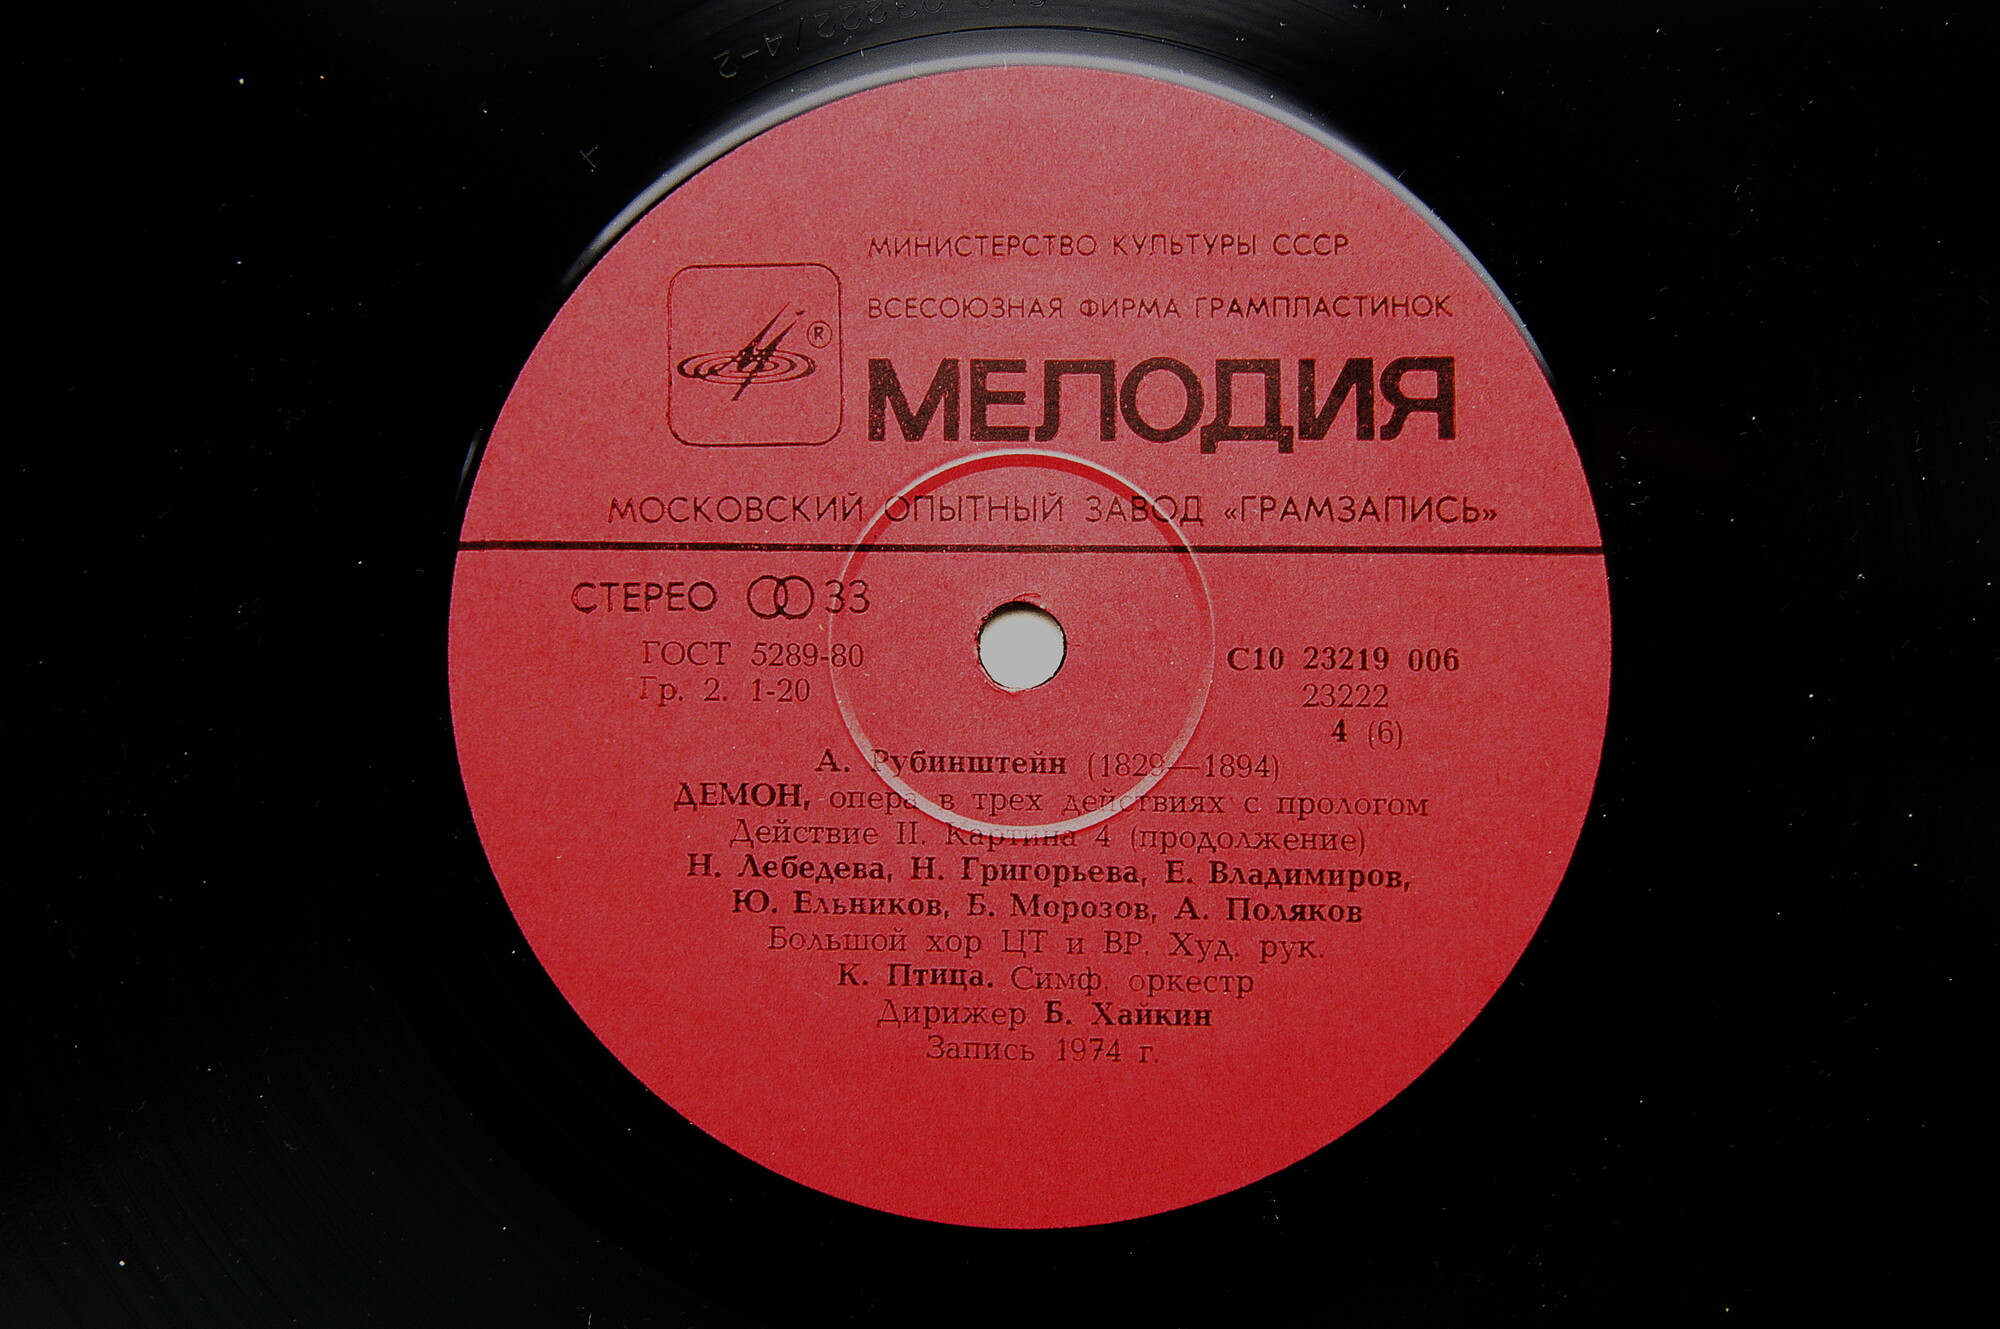 МИНИСТЕРСТВО КУЛЬТУРЫ СССР
ВСЕСОЮЗНАЯ ФИРМА ГРАМПЛАСТИНОК
®
МЕЛОДИЯ
МОСКОВСКИЙ ОПЫТНЫЙ ЗАВОД «ГРАМЗАПИСЬ»
СТЕРЕО 33
ГОСТ 5289-80
Гр. 2. 1-20
С10 23219 006
23222
4 (6)
А. Рубинштейн (1829—1894)
ДЕМОН, опера в трех действиях с прологом
Действие II. Картина 4 (продолжение)
Н. Лебедева, Н. Григорьева, Е. Владимиров,
Ю. Ельников, Б. Морозов, А. Поляков
Большой хор ЦТ и ВР. Худ. рук.
К. Птица. Симф. оркестр
Дирижер Б. Хайкин
Запись 1974 г.